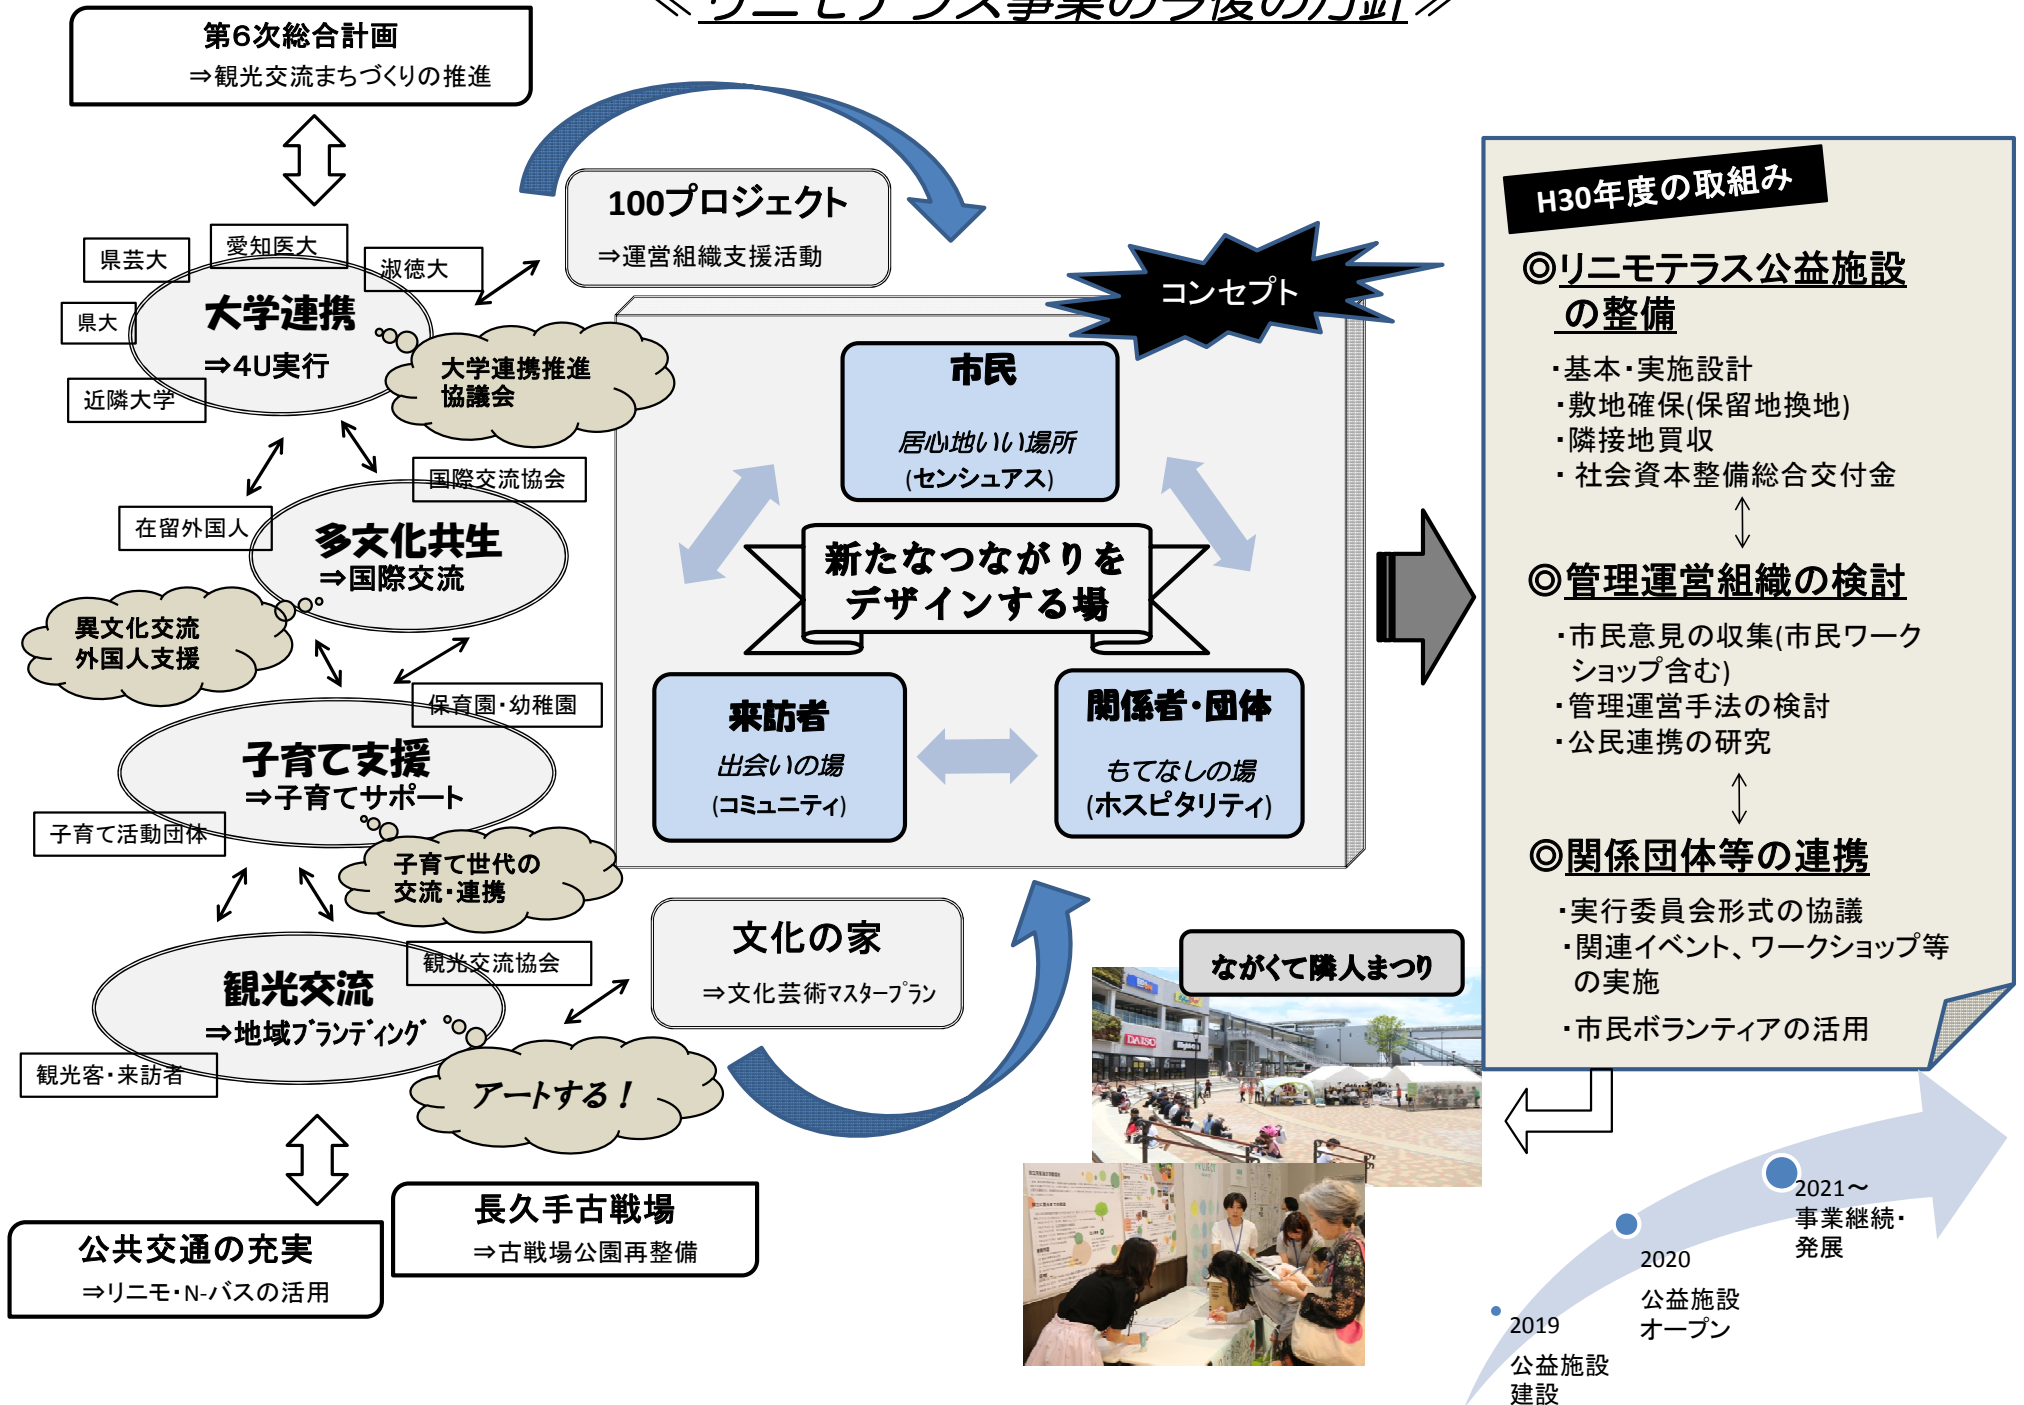 ≪リニモテラス事業の今後の方針≫
第6次総合計画
⇒観光交流まちづくりの推進
100プロジェクト
⇒運営組織支援活動
県芸大
愛知医大
淑徳大
県大
近隣大学
大学連携
⇒4U実行
大学連携推進
協議会
国際交流協会
在留外国人
多文化共生
⇒国際交流
異文化交流
外国人支援
保育園・幼稚園
子育て支援
⇒子育てサポート
子育て活動団体
子育て世代の
交流・連携
観光交流協会
観光交流
⇒地域ブランディング
観光客・来訪者
アートする！
文化の家
⇒文化芸術マスタープラン
公共交通の充実
⇒リニモ・N-バスの活用
長久手古戦場
⇒古戦場公園再整備
コンセプト
市民
居心地いい場所
(センシュアス)
新たなつながりを
デザインする場
来訪者
出会いの場
(コミュニティ)
関係者・団体
もてなしの場
(ホスピタリティ)
ながくて隣人まつり
DAISO
H30年度の取組み
◎リニモテラス公益施設
の整備
・基本・実施設計
・敷地確保(保留地換地)
・隣接地買収
・社会資本整備総合交付金
◎管理運営組織の検討
・市民意見の収集(市民ワーク
ショップ含む)
・管理運営手法の検討
・公民連携の研究
◎関係団体等の連携
・実行委員会形式の協議
・関連イベント、ワークショップ等
の実施
・市民ボランティアの活用
2019
公益施設
建設
2020
公益施設
オープン
2021～
事業継続・
発展